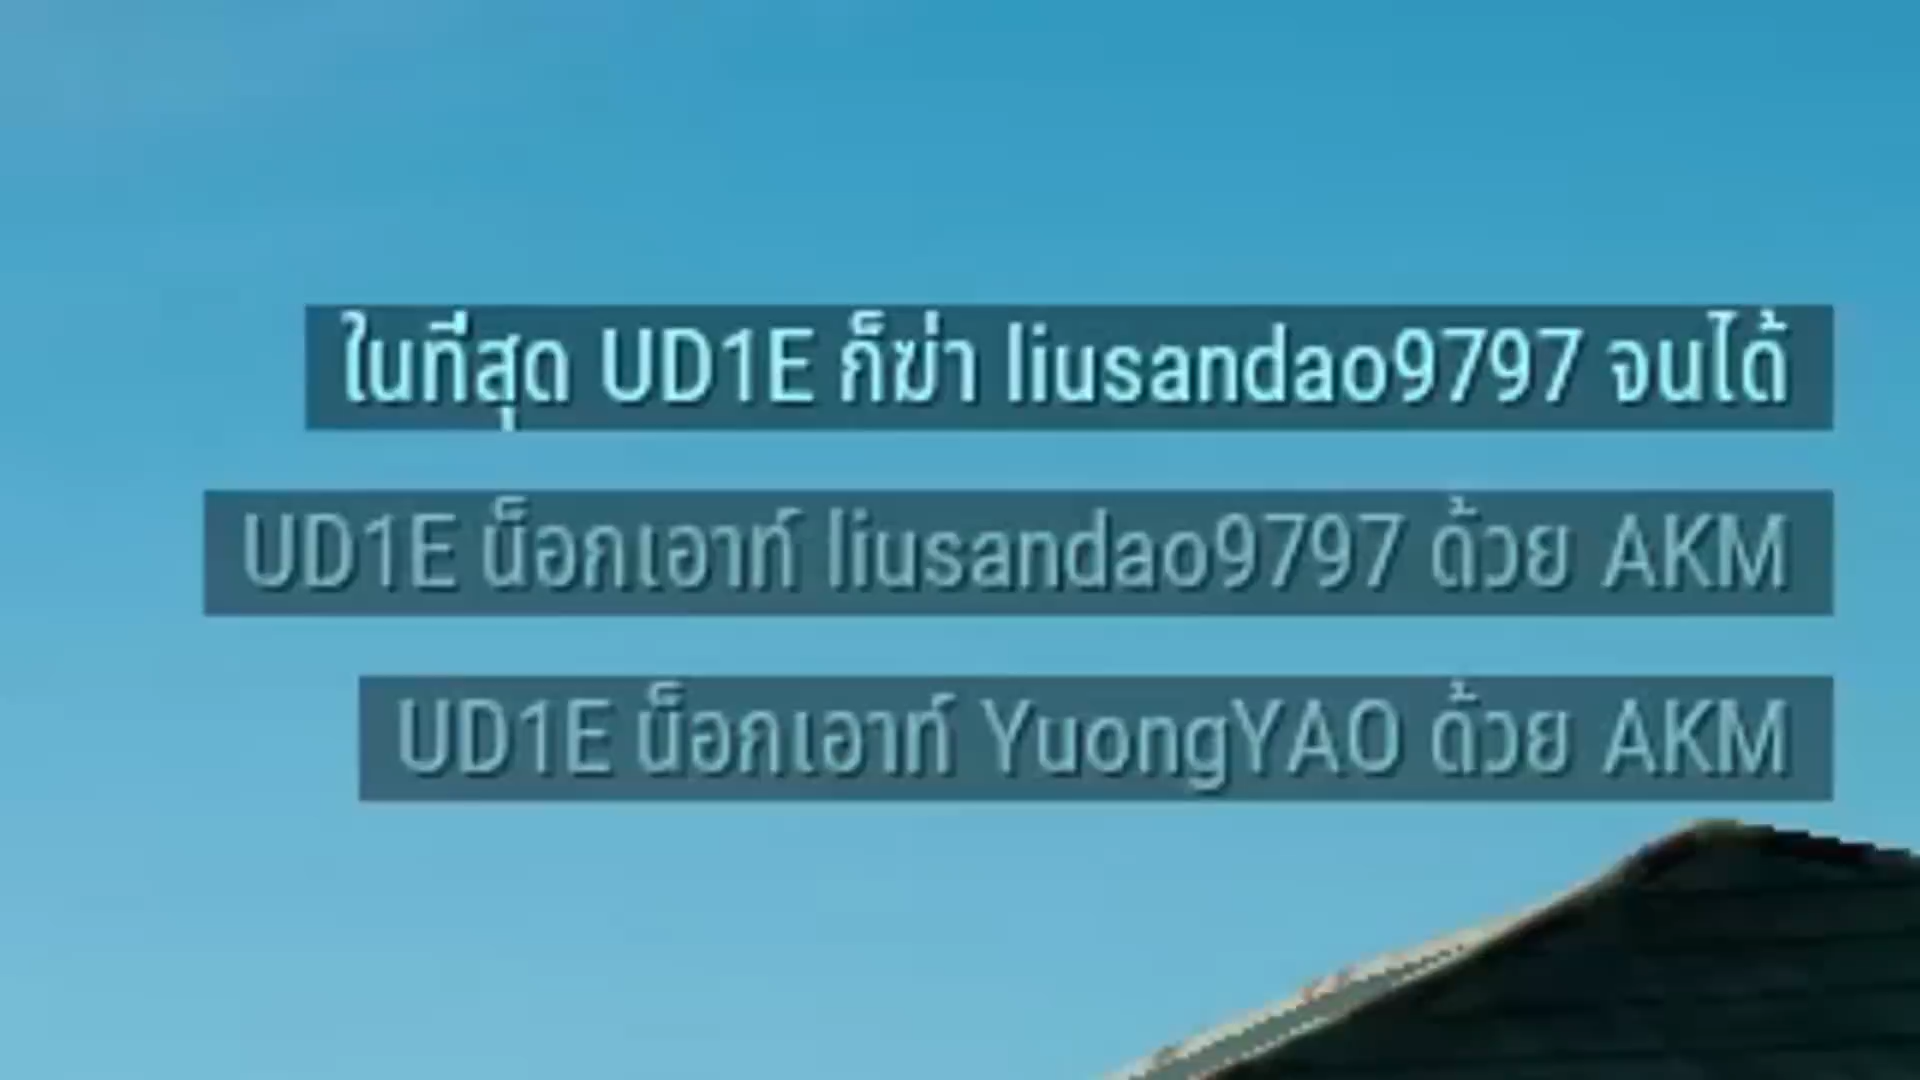 ในที่สุด UD1E ก็ฆ่า liusandao9797 จนได้
UD1E น็อกเอาท์ liusandao9797 ด้วย AKM
UD1E น็อกเอาท์ YuongYAO ด้วย AKM